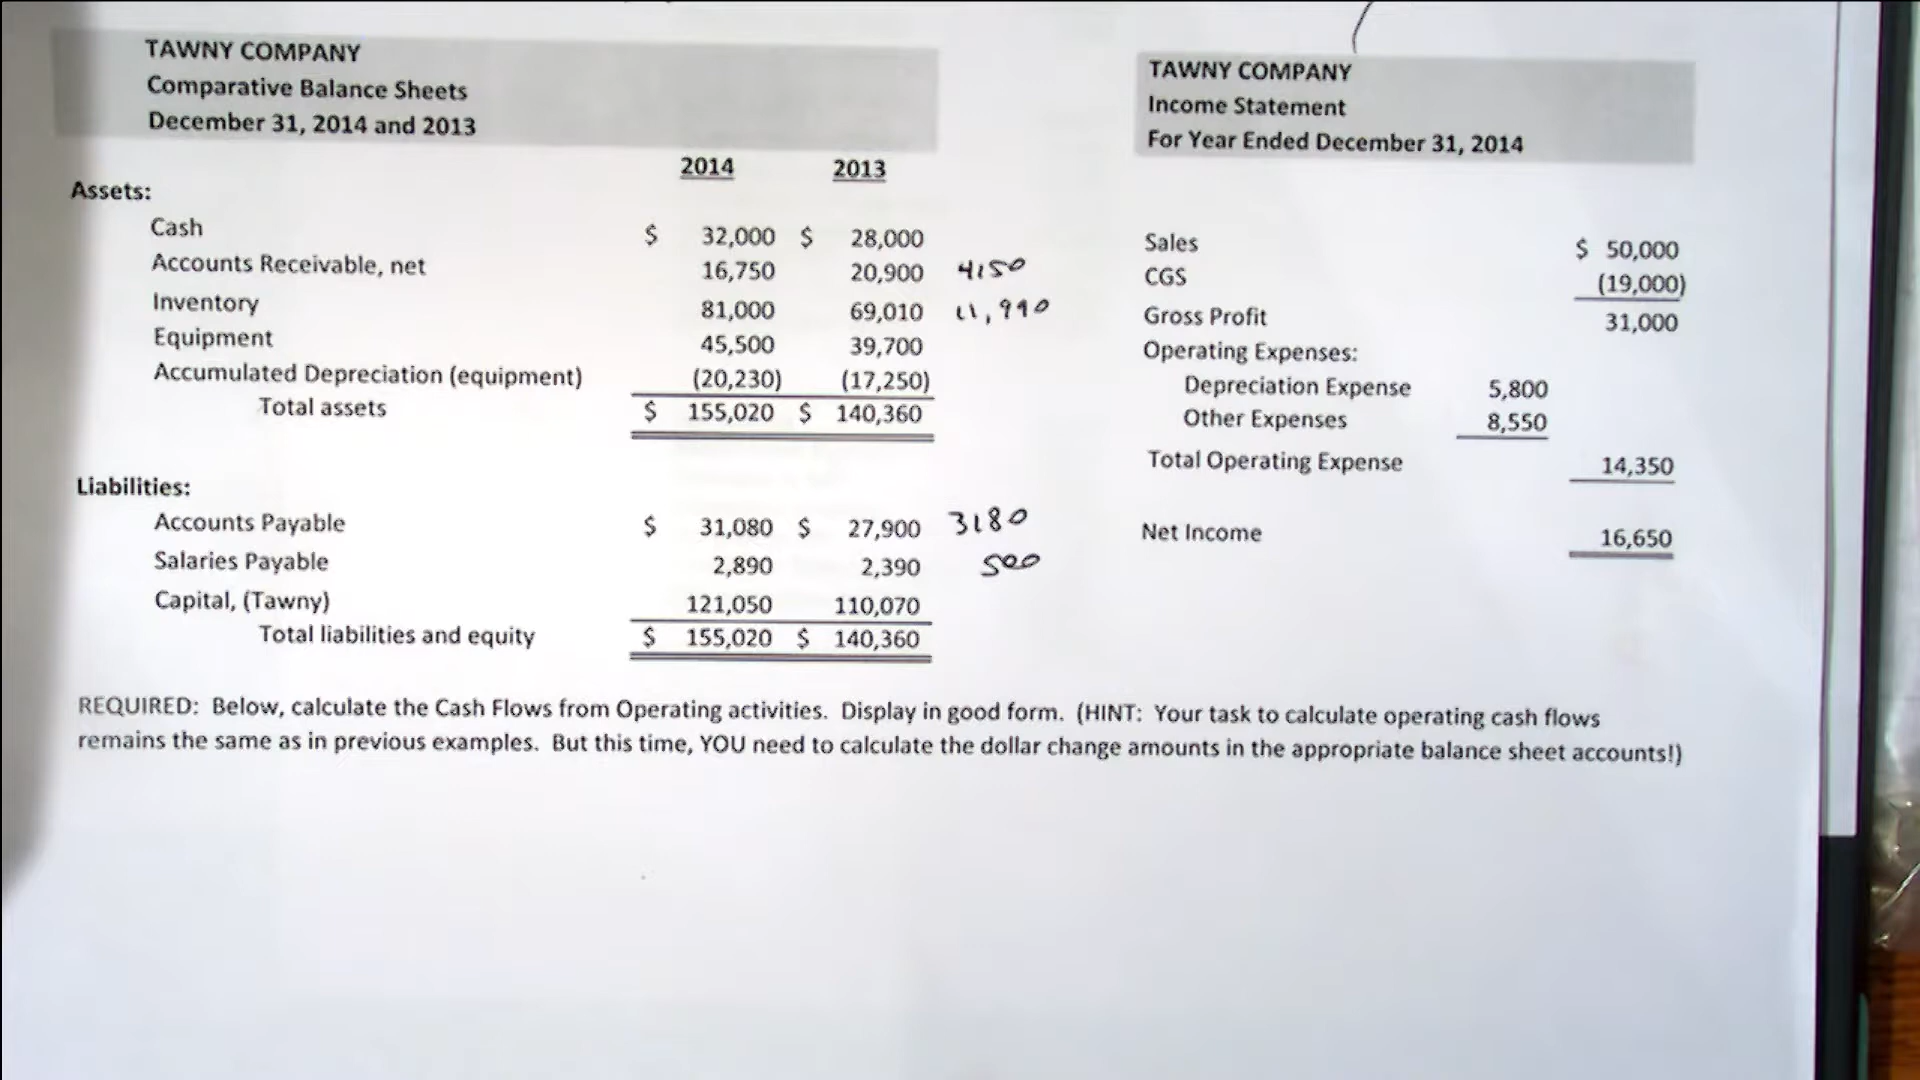 TAWNY COMPANY
Comparative Balance Sheets
December 31, 2014 and 2013
2014 2013
Assets:
Cash $ 32,000 $ 28,000
Accounts Receivable, net 16,750 20,900 4150
Inventory 81,000 69,010 11,990
Equipment 45,500 39,700
Accumulated Depreciation (equipment) (20,230) (17,250)
Total assets $ 155,020 $ 140,360
Liabilities:
Accounts Payable $ 31,080 $ 27,900 3180
Salaries Payable 2,890 2,390 500
Capital, (Tawny) 121,050 110,070
Total liabilities and equity $ 155,020 $ 140,360
TAWNY COMPANY
Income Statement
For Year Ended December 31, 2014
Sales $ 50,000
CGS (19,000)
Gross Profit 31,000
Operating Expenses:
Depreciation Expense 5,800
Other Expenses 8,550
Total Operating Expense 14,350
Net Income 16,650
REQUIRED: Below, calculate the Cash Flows from Operating activities. Display in good form. (HINT: Your task to calculate operating cash flows
remains the same as in previous examples. But this time, YOU need to calculate the dollar change amounts in the appropriate balance sheet accounts!)